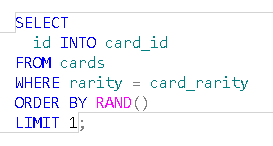 SELECT
id INTO card_id
FROM cards
WHERE rarity = card_rarity
ORDER BY RAND()
LIMIT 1;